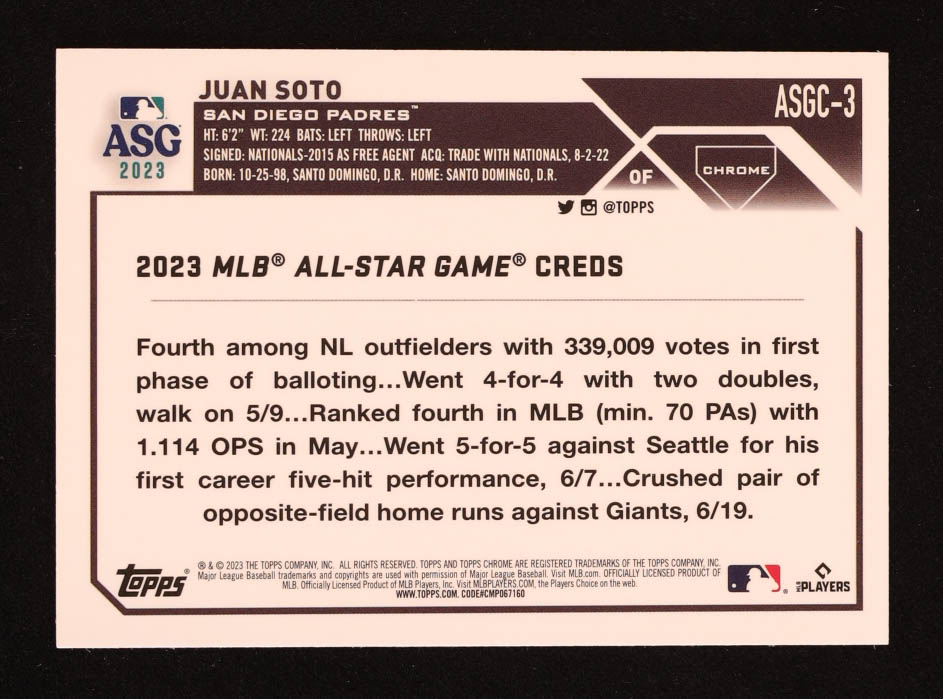 JUAN SOTO
ASGC-3
SAN DIEGO PADRES™
ASG
2023
HT: 6'2" WT: 224 BATS: LEFT THROWS: LEFT
SIGNED: NATIONALS-2015 AS FREE AGENT ACQ: TRADE WITH NATIONALS, 8-2-22
BORN: 10-25-98, SANTO DOMINGO, D.R. HOME: SANTO DOMINGO, D.R.
OF
CHROME
@TOPPS
2023 MLB® ALL-STAR GAME® CREDS
Fourth among NL outfielders with 339,009 votes in first
phase of balloting...Went 4-for-4 with two doubles,
walk on 5/9...Ranked fourth in MLB (min. 70 PAs) with
1.114 OPS in May...Went 5-for-5 against Seattle for his
first career five-hit performance, 6/7...Crushed pair of
opposite-field home runs against Giants, 6/19.
TOPPS®
® & © 2023 THE TOPPS COMPANY, INC. ALL RIGHTS RESERVED. TOPPS AND TOPPS CHROME ARE REGISTERED TRADEMARKS OF THE TOPPS COMPANY, INC.
Major League Baseball trademarks and copyrights are used with permission of Major League Baseball. Visit MLB.com. OFFICIALLY LICENSED PRODUCT OF
MLB. Officially Licensed Product of MLB Players, Inc. Visit MLBPLAYERS.COM, the Players Choice on the web.
WWW.TOPPS.COM. CODE#CMP067160
MLB PLAYERS